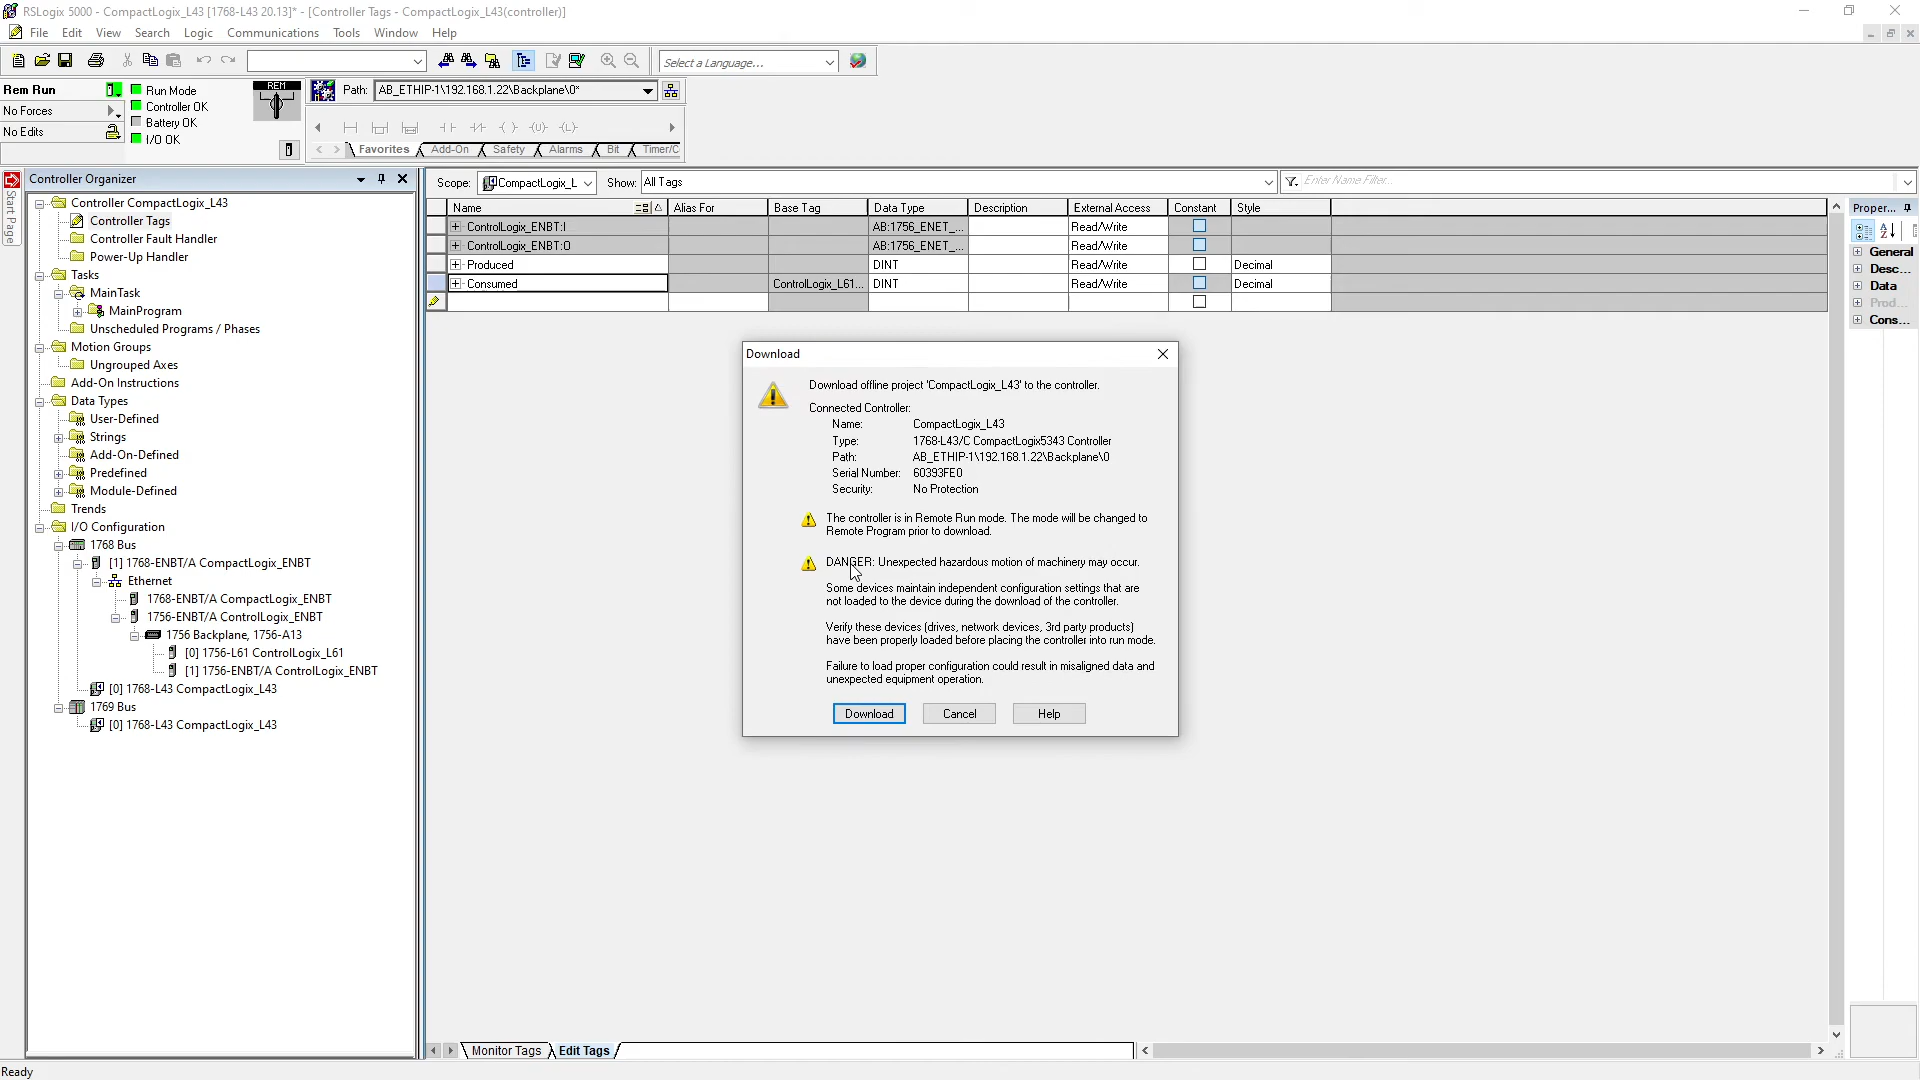 RSLogix 5000 - CompactLogix_L43 [1768-L43 20.13]* - [Controller Tags - CompactLogix_L43(controller)]
File Edit View Search Logic Communications Tools Window Help
Select a Language...
Rem Run
No Forces
No Edits
Run Mode
Controller OK
Battery OK
I/O OK
REM
Path: AB_ETHIP-1\192.168.1.22\Backplane\0*
Favorites Add-On Safety Alarms Bit Timer/C
Start Page
Controller Organizer
Controller CompactLogix_L43
Controller Tags
Controller Fault Handler
Power-Up Handler
Tasks
MainTask
MainProgram
Unscheduled Programs / Phases
Motion Groups
Ungrouped Axes
Add-On Instructions
Data Types
User-Defined
Strings
Add-On-Defined
Predefined
Module-Defined
Trends
I/O Configuration
1768 Bus
[1] 1768-ENBT/A CompactLogix_ENBT
Ethernet
1768-ENBT/A CompactLogix_ENBT
1756-ENBT/A ControlLogix_ENBT
1756 Backplane, 1756-A13
[0] 1756-L61 ControlLogix_L61
[1] 1756-ENBT/A ControlLogix_ENBT
[0] 1768-L43 CompactLogix_L43
1769 Bus
[0] 1768-L43 CompactLogix_L43
Scope: CompactLogix_L Show: All Tags Enter Name Filter...
Name Alias For Base Tag Data Type Description External Access Constant Style
ControlLogix_ENBT:I AB:1756_ENET_... Read/Write
ControlLogix_ENBT:O AB:1756_ENET_... Read/Write
Produced DINT Read/Write Decimal
Consumed ControlLogix_L61... DINT Read/Write Decimal
Proper...
General
Desc...
Data
Prod...
Cons...
Download
Download offline project 'CompactLogix_L43' to the controller.
Connected Controller:
Name: CompactLogix_L43
Type: 1768-L43/C CompactLogix5343 Controller
Path: AB_ETHIP-1\192.168.1.22\Backplane\0
Serial Number: 60393FE0
Security: No Protection
The controller is in Remote Run mode. The mode will be changed to
Remote Program prior to download.
DANGER: Unexpected hazardous motion of machinery may occur.
Some devices maintain independent configuration settings that are
not loaded to the device during the download of the controller.
Verify these devices (drives, network devices, 3rd party products)
have been properly loaded before placing the controller into run mode.
Failure to load proper configuration could result in misaligned data and
unexpected equipment operation.
Download Cancel Help
Monitor Tags Edit Tags
Ready